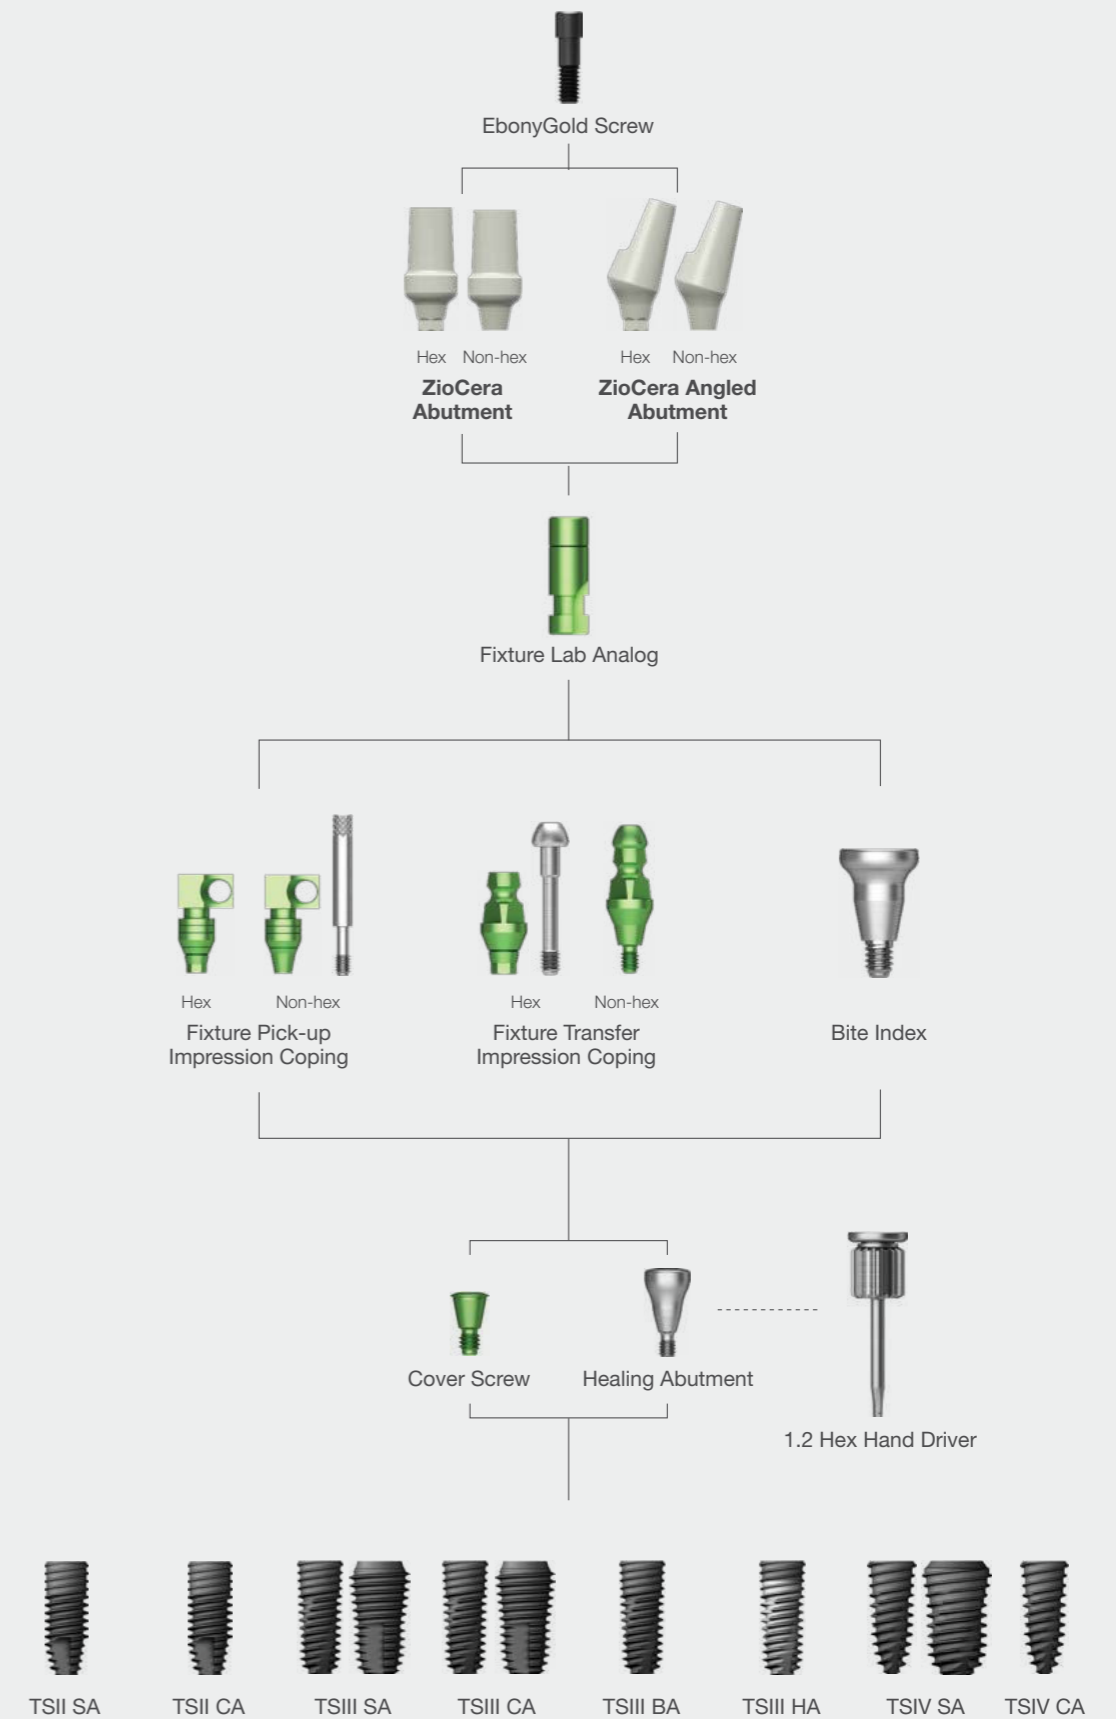 EbonyGold Screw
Hex Non-hex
ZioCera
Abutment
Hex Non-hex
ZioCera Angled
Abutment
Fixture Lab Analog
Hex Non-hex
Fixture Pick-up
Impression Coping
Hex Non-hex
Fixture Transfer
Impression Coping
Bite Index
Cover Screw
Healing Abutment
1.2 Hex Hand Driver
TSII SA
TSII CA
TSIII SA
TSIII CA
TSIII BA
TSIII HA
TSIV SA
TSIV CA